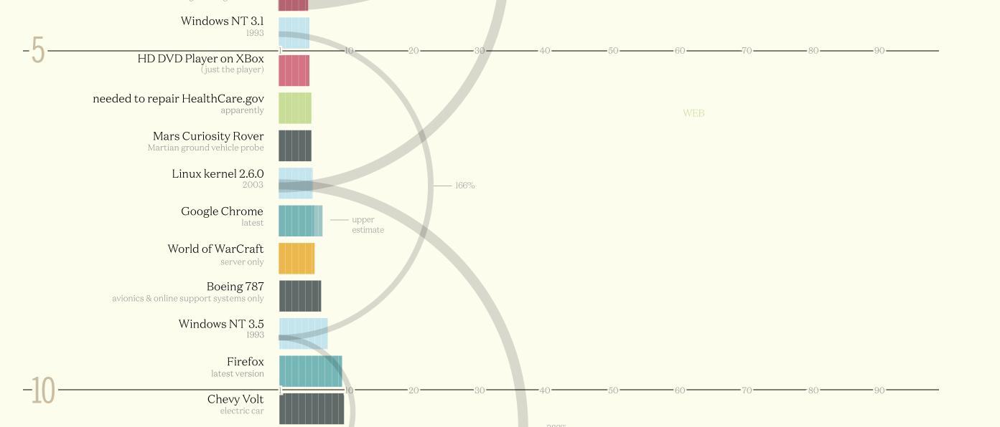 Windows NT 3.1
1993
5
1 10 20 30 40 50 60 70 80 90
HD DVD Player on XBox
(just the player)
needed to repair HealthCare.gov
apparently
WEB
Mars Curiosity Rover
Martian ground vehicle probe
Linux kernel 2.6.0
2003
166%
Google Chrome
latest
upper
estimate
World of WarCraft
server only
Boeing 787
avionics & online support systems only
Windows NT 3.5
1993
Firefox
latest version
10
1 10 20 30 40 50 60 70 80 90
Chevy Volt
electric car